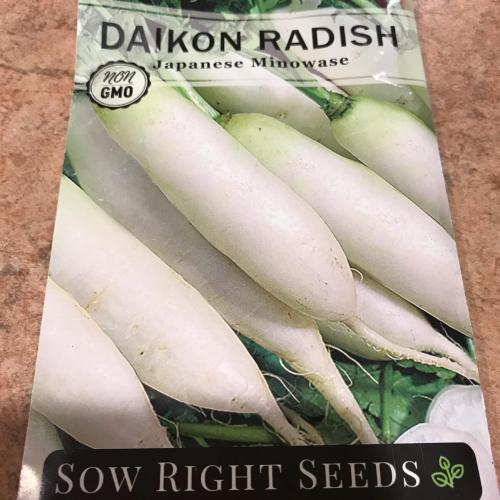 DAIKON RADISH
Japanese Minowase
non
GMO
SOW RIGHT SEEDS